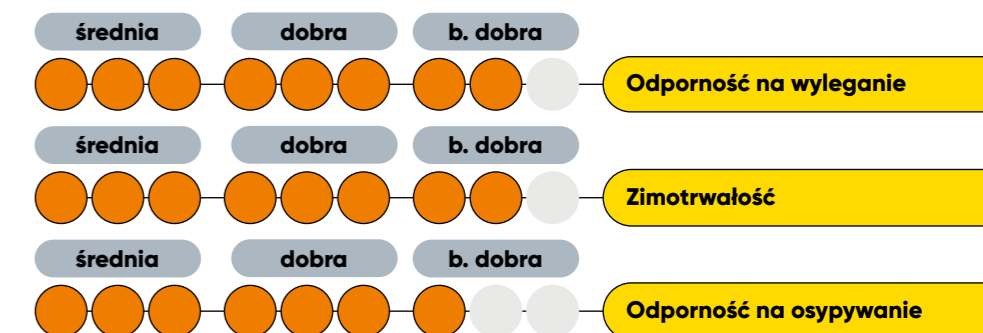 średnia dobra b. dobra
Odporność na wyleganie
średnia dobra b. dobra
Zimotrwałość
średnia dobra b. dobra
Odporność na osypywanie